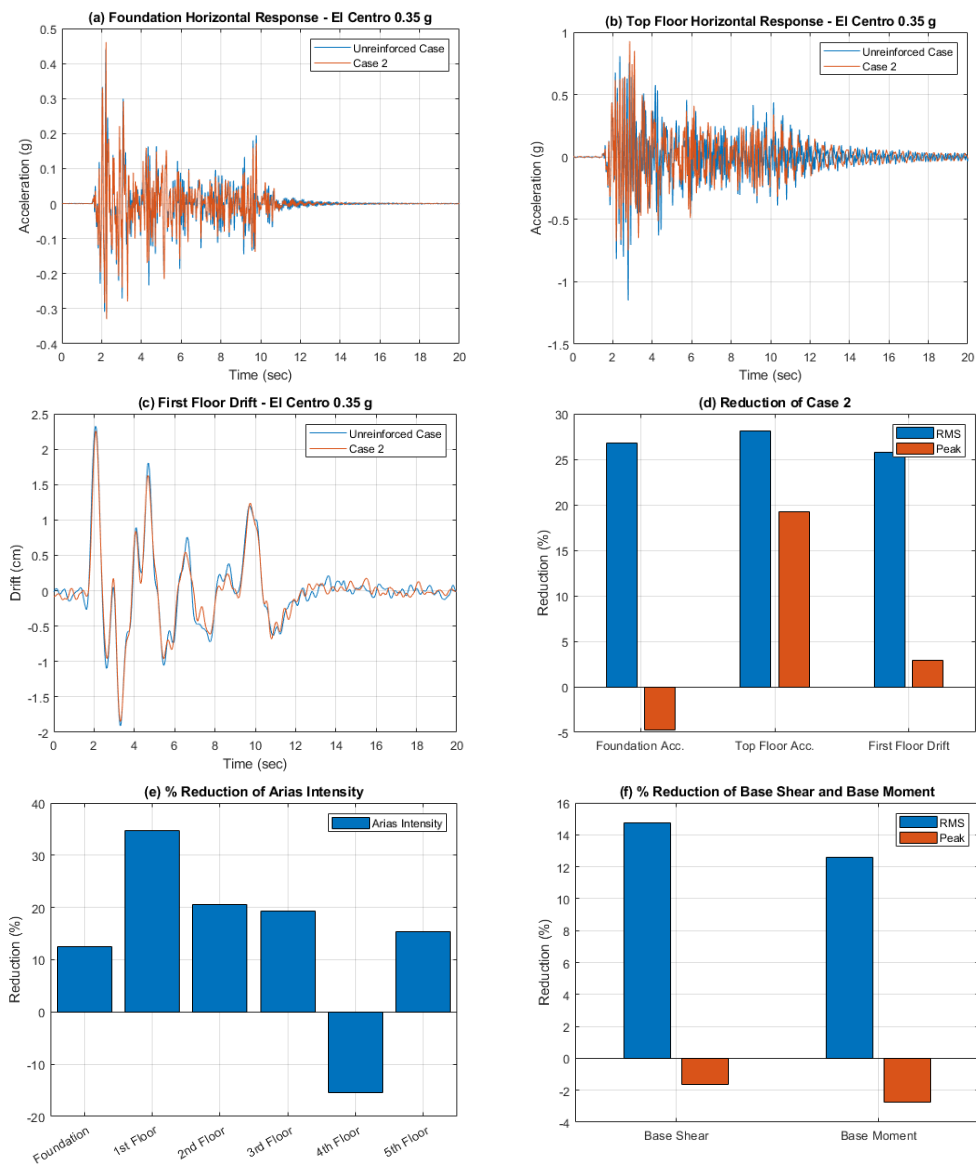 (a) Foundation Horizontal Response - El Centro 0.35 g
Unreinforced Case
Case 2
Acceleration (g)
0.5
0.4
0.3
0.2
0.1
0
-0.1
-0.2
-0.3
-0.4
0 2 4 6 8 10 12 14 16 18 20
Time (sec)
(b) Top Floor Horizontal Response - El Centro 0.35 g
Unreinforced Case
Case 2
Acceleration (g)
1
0.5
0
-0.5
-1
-1.5
0 2 4 6 8 10 12 14 16 18 20
Time (sec)
(c) First Floor Drift - El Centro 0.35 g
Unreinforced Case
Case 2
Drift (cm)
2.5
2
1.5
1
0.5
0
-0.5
-1
-1.5
-2
0 2 4 6 8 10 12 14 16 18 20
Time (sec)
(d) Reduction of Case 2
RMS
Peak
Reduction (%)
30
25
20
15
10
5
0
-5
Foundation Acc. Top Floor Acc. First Floor Drift
(e) % Reduction of Arias Intensity
Arias Intensity
Reduction (%)
40
30
20
10
0
-10
-20
Foundation 1st Floor 2nd Floor 3rd Floor 4th Floor 5th Floor
(f) % Reduction of Base Shear and Base Moment
RMS
Peak
Reduction (%)
16
14
12
10
8
6
4
2
0
-2
-4
Base Shear Base Moment